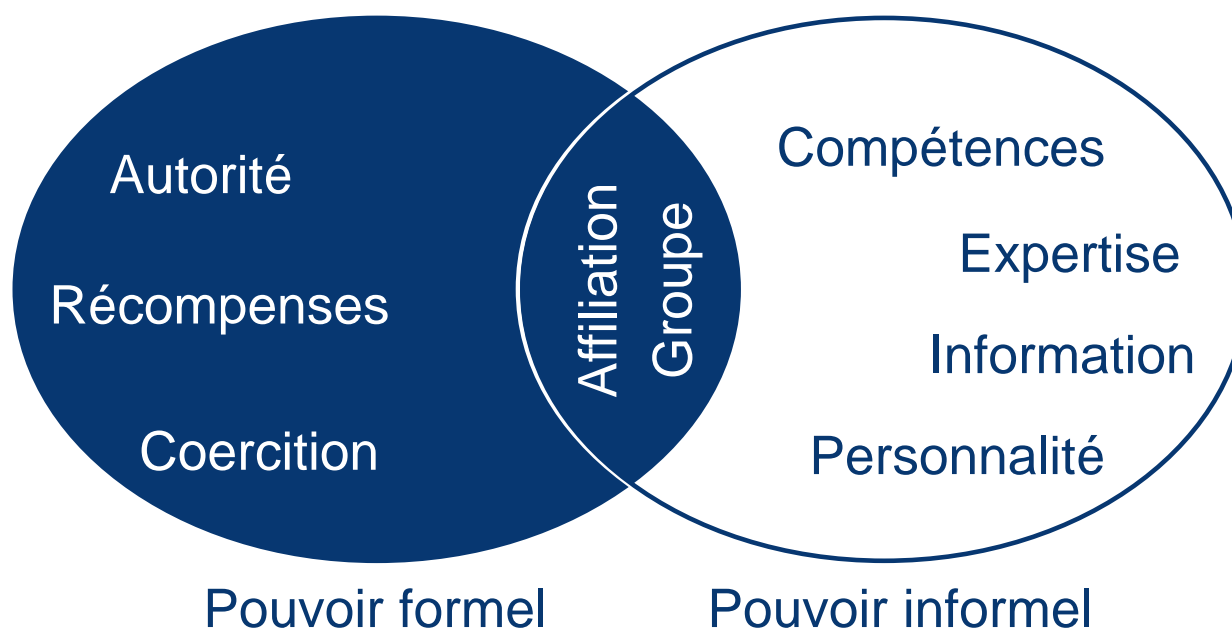 Autorité
Récompenses
Coercition
Affiliation
Groupe
Compétences
Expertise
Information
Personnalité
Pouvoir formel
Pouvoir informel